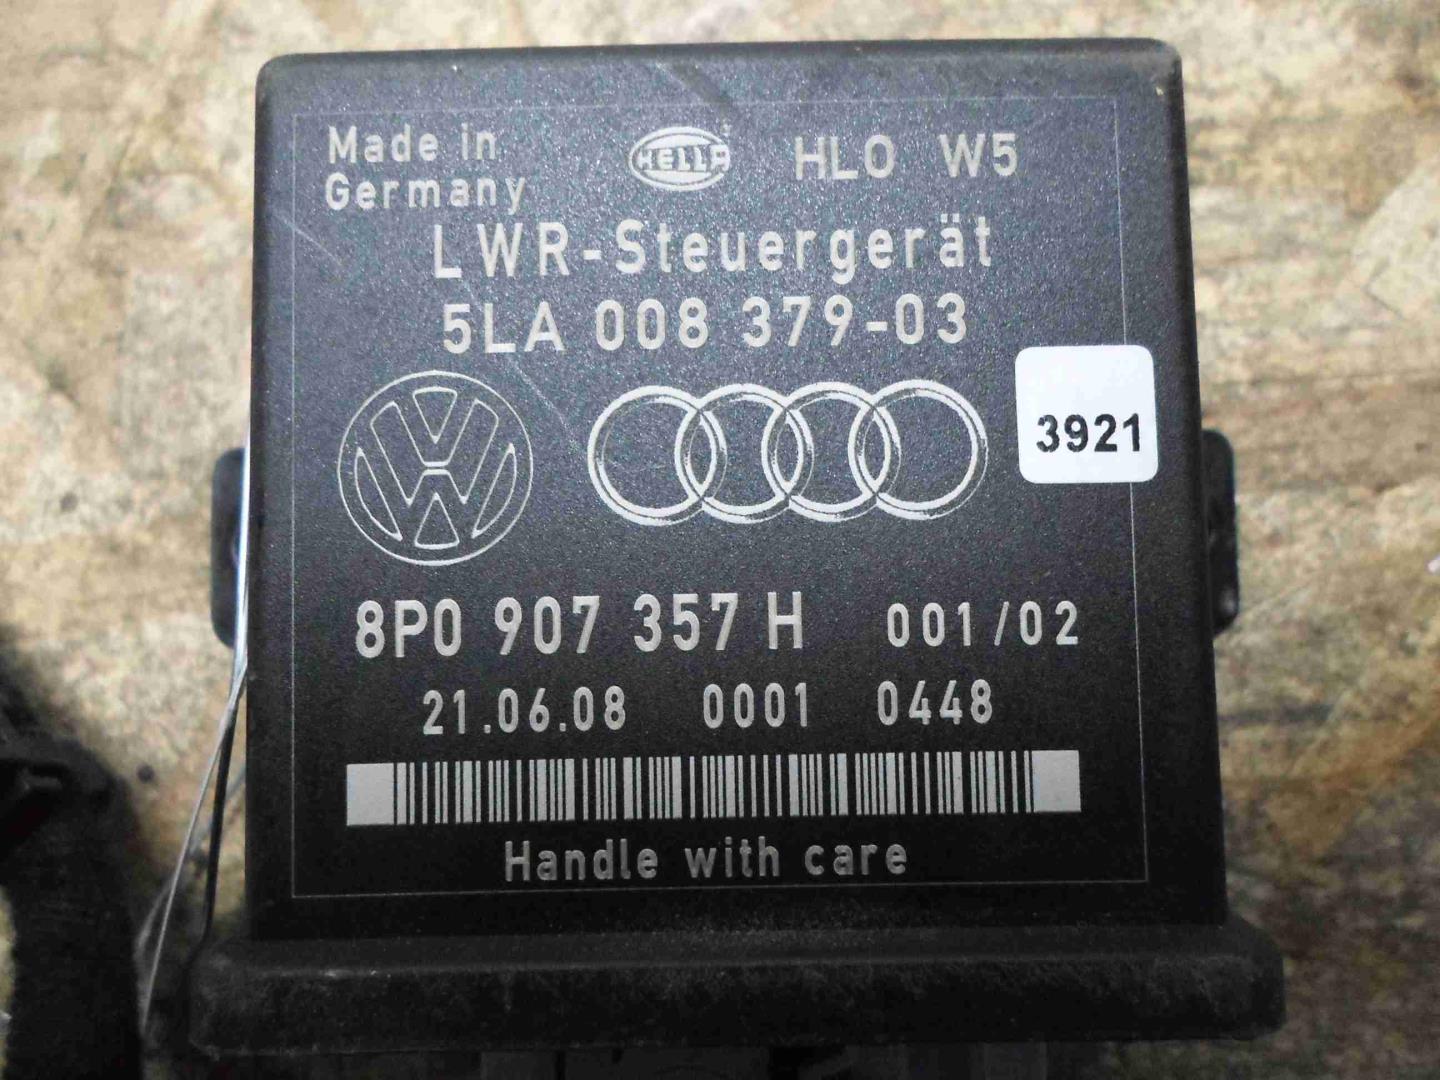 Made in
Germany
HELLA HLO W5
LWR-Steuergerät
5LA 008 379-03
3921
8P0 907 357 H 001/02
21.06.08 0001 0448
Handle with care